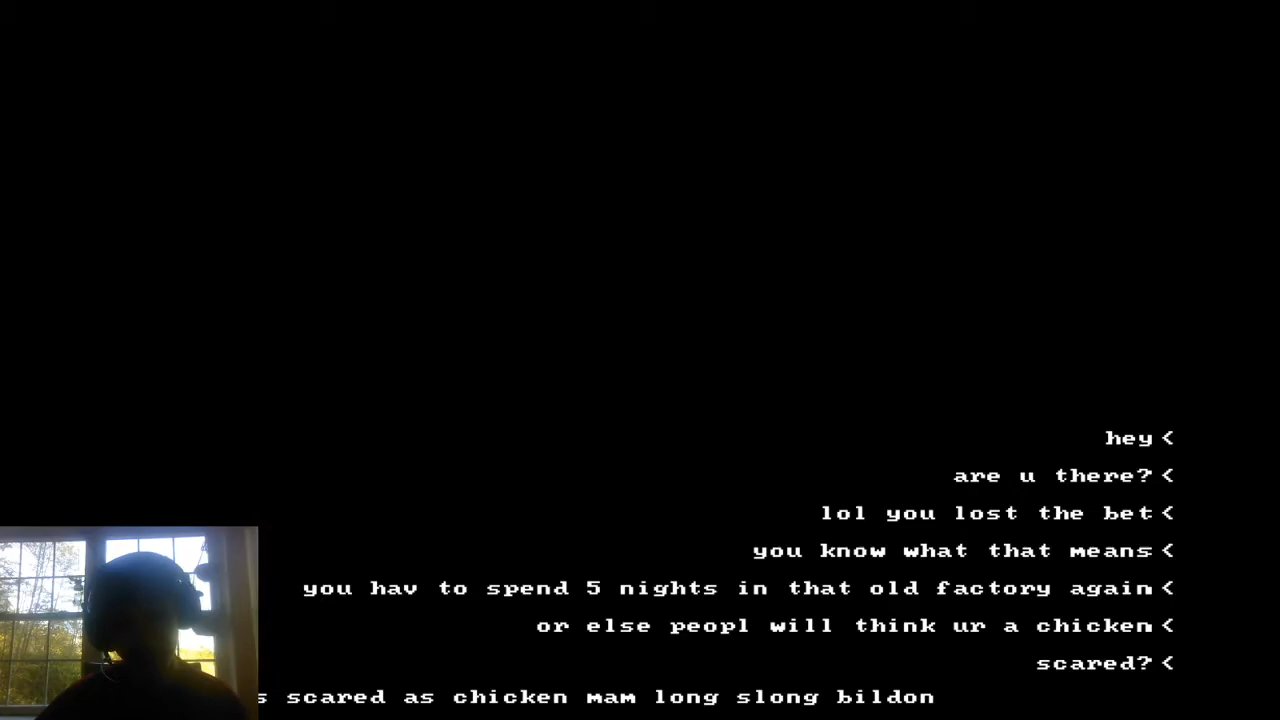 hey <
are u there? <
lol you lost the bet <
you know what that means <
you hav to spend 5 nights in that old factory again <
or else peopl will think ur a chicken <
scared? <
s scared as chicken mam long slong bildon